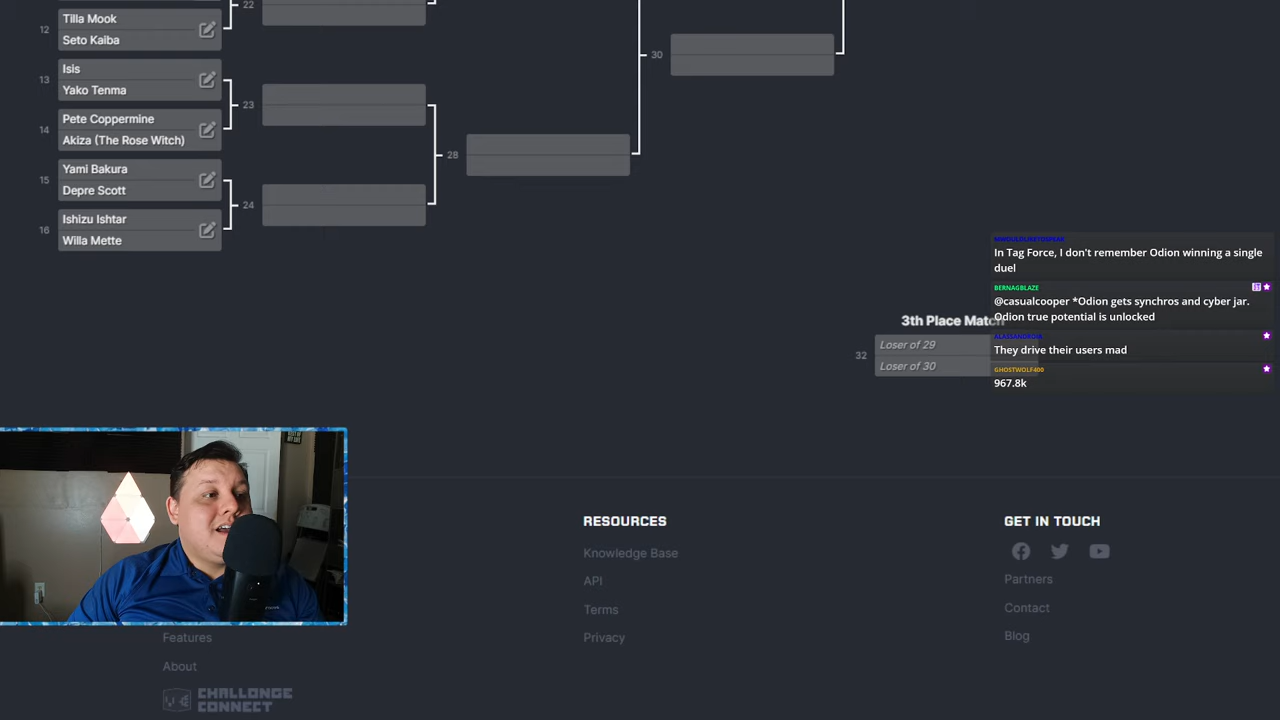 22
12
Tilla Mook
Seto Kaiba
30
13
Isis
Yako Tenma
23
14
Pete Coppermine
Akiza (The Rose Witch)
28
15
Yami Bakura
Depre Scott
24
16
Ishizu Ishtar
Willa Mette
In Tag Force, I don't remember Odion winning a single
duel
BERNAGBLAZE
@casualcooper *Odion gets synchros and cyber jar.
Odion true potential is unlocked
They drive their users mad
GHOSTWOLF400
967.8k
3th Place Match
32
Loser of 29
Loser of 30
RESOURCES
Knowledge Base
API
Terms
Privacy
GET IN TOUCH
Partners
Contact
Blog
Features
About
CHALLONGE
CONNECT